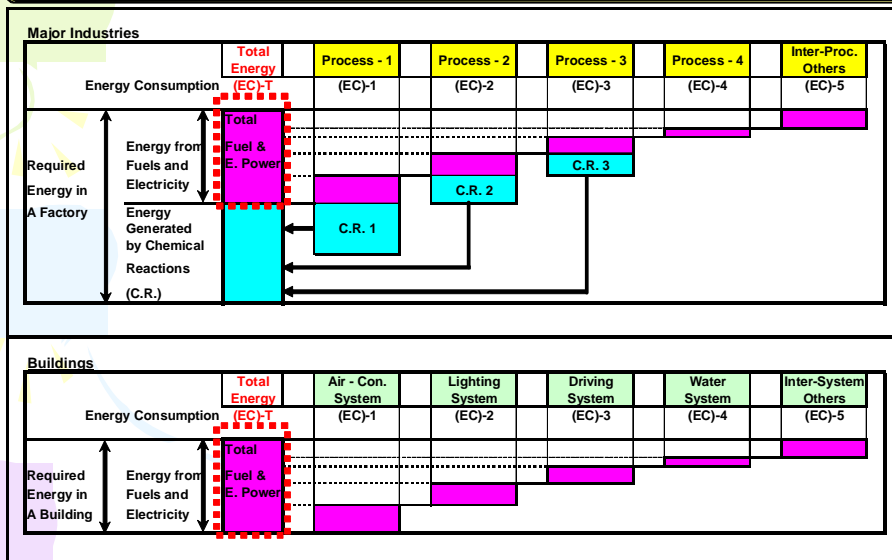 Major Industries
Total Energy
Process - 1
Process - 2
Process - 3
Process - 4
Inter-Proc. Others
Energy Consumption
(EC)-T
(EC)-1
(EC)-2
(EC)-3
(EC)-4
(EC)-5
Required
Energy in
A Factory
Energy from
Fuels and
Electricity
Total
Fuel &
E. Power
C.R. 3
C.R. 2
C.R. 1
Energy
Generated
by Chemical
Reactions
(C.R.)
Buildings
Total
Energy
Air - Con.
System
Lighting
System
Driving
System
Water
System
Inter-System
Others
Energy Consumption
(EC)-T
(EC)-1
(EC)-2
(EC)-3
(EC)-4
(EC)-5
Required
Energy in
A Building
Energy from
Fuels and
Electricity
Total
Fuel &
E. Power